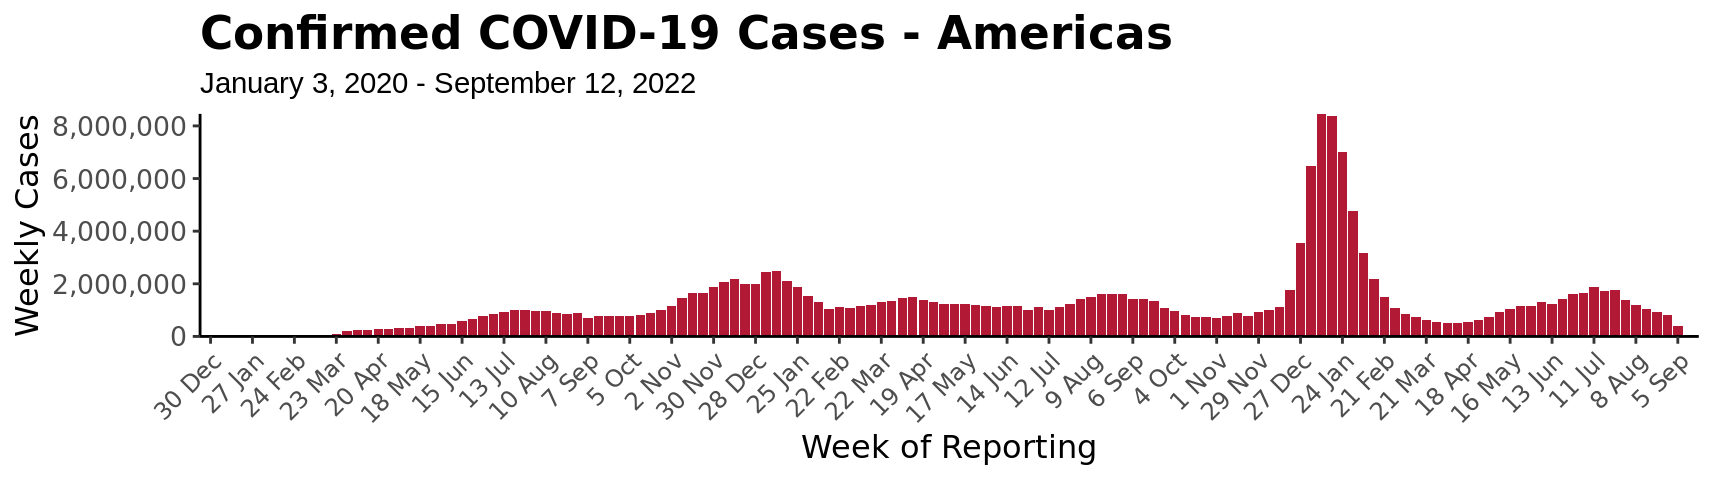 Confirmed COVID-19 Cases - Americas
January 3, 2020 - September 12, 2022
Weekly Cases
8,000,000
6,000,000
4,000,000
2,000,000
0
30 Dec
27 Jan
24 Feb
23 Mar
20 Apr
18 May
15 Jun
13 Jul
10 Aug
7 Sep
5 Oct
2 Nov
30 Nov
28 Dec
25 Jan
22 Feb
22 Mar
19 Apr
17 May
14 Jun
12 Jul
9 Aug
6 Sep
4 Oct
1 Nov
29 Nov
27 Dec
24 Jan
21 Feb
21 Mar
18 Apr
16 May
13 Jun
11 Jul
8 Aug
5 Sep
Week of Reporting